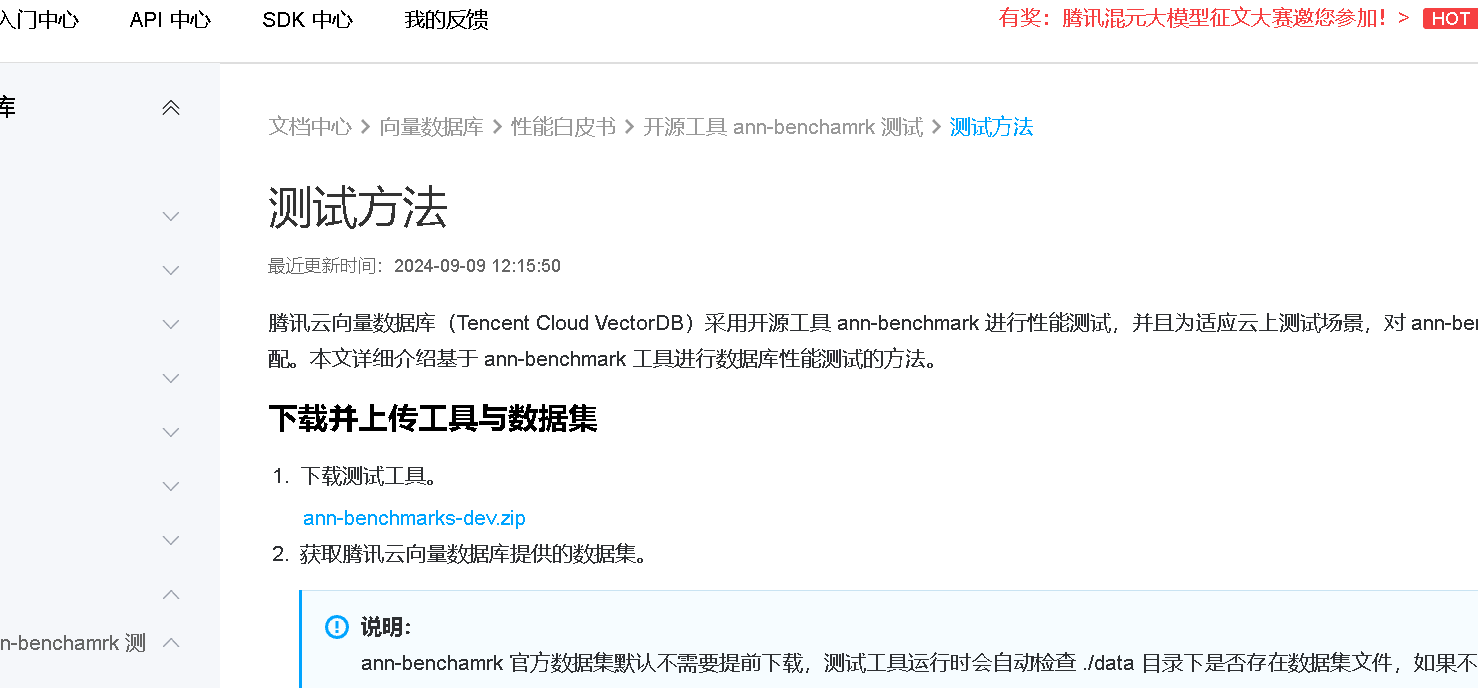 入门中心 API 中心 SDK 中心 我的反馈 有奖：腾讯混元大模型征文大赛邀您参加！> HOT
库
文档中心 > 向量数据库 > 性能白皮书 > 开源工具 ann-benchamrk 测试 > 测试方法
测试方法
最近更新时间：2024-09-09 12:15:50
腾讯云向量数据库（Tencent Cloud VectorDB）采用开源工具 ann-benchmark 进行性能测试，并且为适应云上测试场景，对 ann-ben
配。本文详细介绍基于 ann-benchmark 工具进行数据库性能测试的方法。
下载并上传工具与数据集
1. 下载测试工具。
ann-benchmarks-dev.zip
2. 获取腾讯云向量数据库提供的数据集。
说明：
n-benchamrk 测
ann-benchamrk 官方数据集默认不需要提前下载，测试工具运行时会自动检查 ./data 目录下是否存在数据集文件，如果不